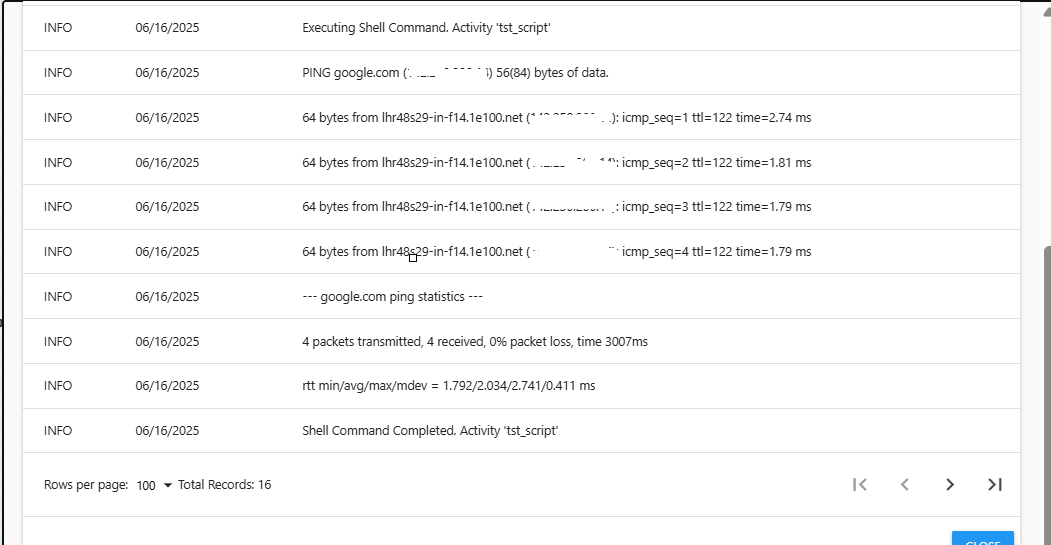 INFO 06/16/2025 Executing Shell Command. Activity 'tst_script'
INFO 06/16/2025 PING google.com ( ) 56(84) bytes of data.
INFO 06/16/2025 64 bytes from lhr48s29-in-f14.1e100.net ( ): icmp_seq=1 ttl=122 time=2.74 ms
INFO 06/16/2025 64 bytes from lhr48s29-in-f14.1e100.net ( ): icmp_seq=2 ttl=122 time=1.81 ms
INFO 06/16/2025 64 bytes from lhr48s29-in-f14.1e100.net ( ): icmp_seq=3 ttl=122 time=1.79 ms
INFO 06/16/2025 64 bytes from lhr48s29-in-f14.1e100.net ( : icmp_seq=4 ttl=122 time=1.79 ms
INFO 06/16/2025 --- google.com ping statistics ---
INFO 06/16/2025 4 packets transmitted, 4 received, 0% packet loss, time 3007ms
INFO 06/16/2025 rtt min/avg/max/mdev = 1.792/2.034/2.741/0.411 ms
INFO 06/16/2025 Shell Command Completed. Activity 'tst_script'
Rows per page: 100 Total Records: 16
CLOSE